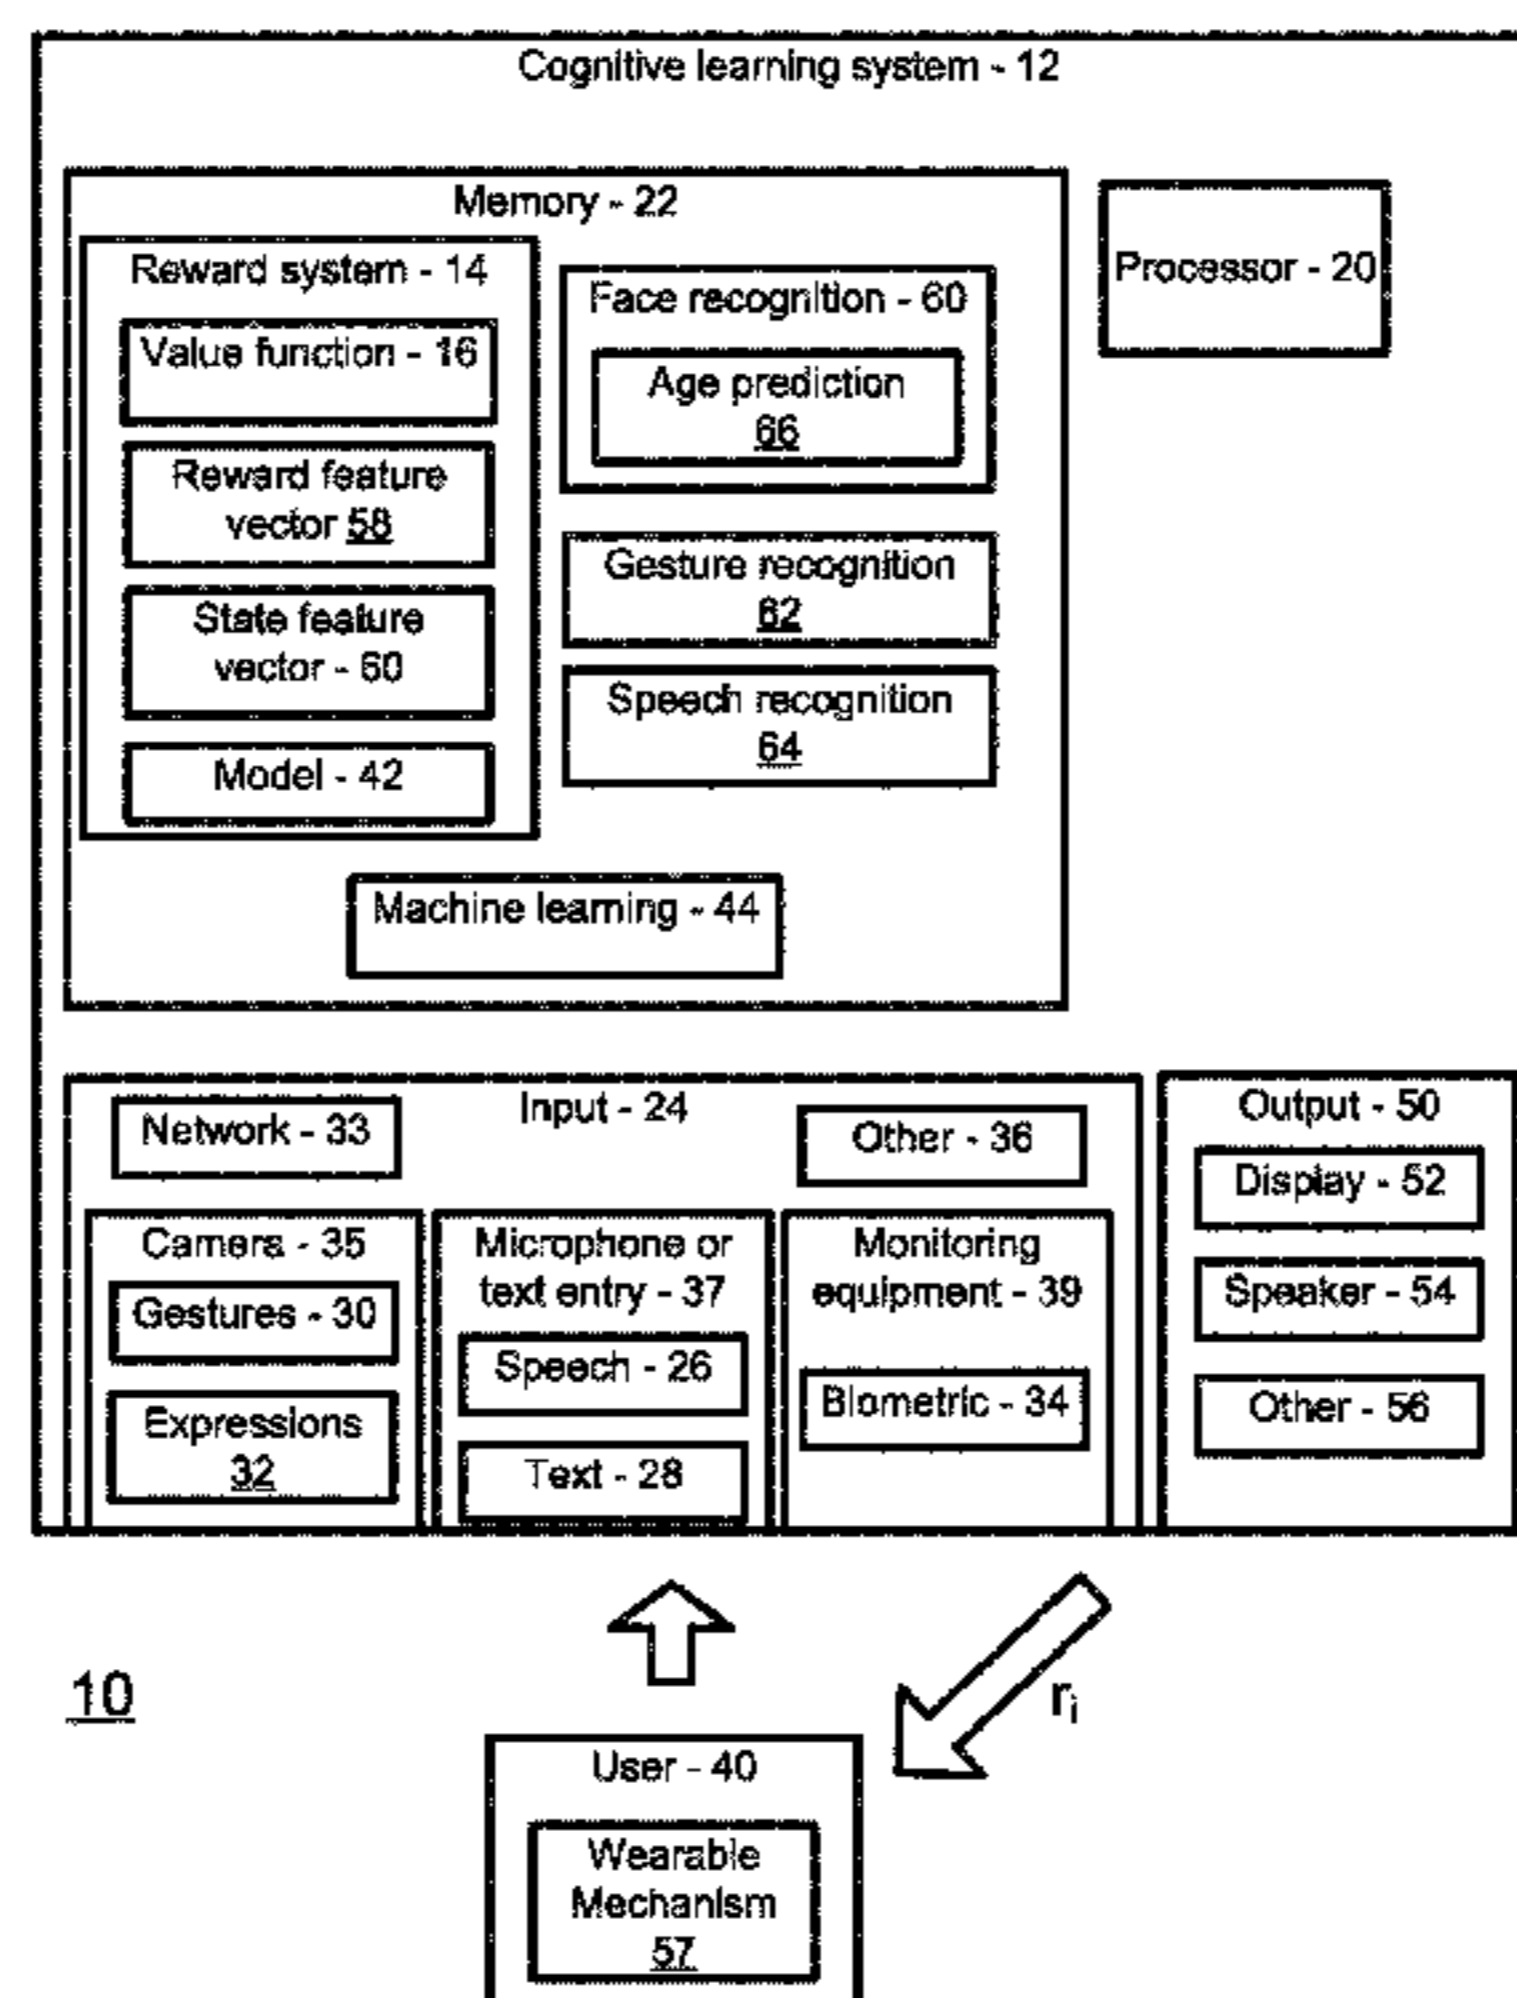 Cognitive learning system - 12
Memory - 22
Processor - 20
Reward system - 14
Value function - 16
Reward feature
vector 58
State feature
vector - 60
Model - 42
Face recognition - 60
Age prediction
66
Gesture recognition
62
Speech recognition
64
Machine learning - 44
Input - 24
Network - 33
Other - 36
Camera - 35
Gestures - 30
Expressions
32
Microphone or
text entry - 37
Speech - 26
Text - 28
Monitoring
equipment - 39
Biometric - 34
Output - 50
Display - 52
Speaker - 54
Other - 56
10
ri
User - 40
Wearable
Mechanism
57